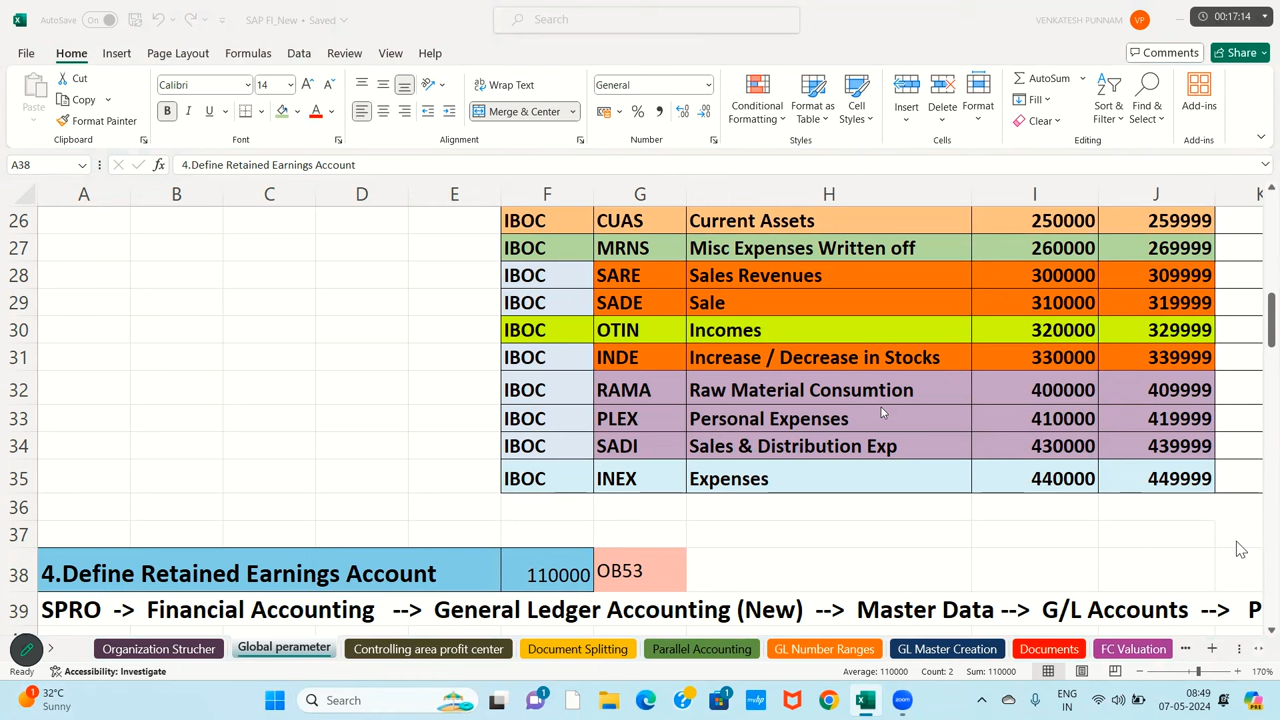 AutoSave On SAP FI_New • Saved Search VENKATESH PUNNAM VP 00:17:14
File Home Insert Page Layout Formulas Data Review View Help Comments Share
Paste Cut Copy Format Painter Calibri 14 Wrap Text Merge & Center General Conditional Formatting Format as Table Cell Styles Insert Delete Format AutoSum Fill Clear Sort & Filter Find & Select Add-ins
Clipboard Font Alignment Number Styles Cells Editing Add-ins
A38 fx 4.Define Retained Earnings Account
A B C D E F G H I J K
26 IBOC CUAS Current Assets 250000 259999
27 IBOC MRNS Misc Expenses Written off 260000 269999
28 IBOC SARE Sales Revenues 300000 309999
29 IBOC SADE Sale 310000 319999
30 IBOC OTIN Incomes 320000 329999
31 IBOC INDE Increase / Decrease in Stocks 330000 339999
32 IBOC RAMA Raw Material Consumtion 400000 409999
33 IBOC PLEX Personal Expenses 410000 419999
34 IBOC SADI Sales & Distribution Exp 430000 439999
35 IBOC INEX Expenses 440000 449999
36
37
38 4.Define Retained Earnings Account 110000 OB53
39 SPRO -> Financial Accounting --> General Ledger Accounting (New) --> Master Data --> G/L Accounts --> P
Organization Strucher Global perameter Controlling area profit center Document Splitting Parallel Accounting GL Number Ranges GL Master Creation Documents FC Valuation
Ready Accessibility: Investigate Average: 110000 Count: 2 Sum: 110000 170%
32°C Sunny Search ENG IN 08:49 07-05-2024